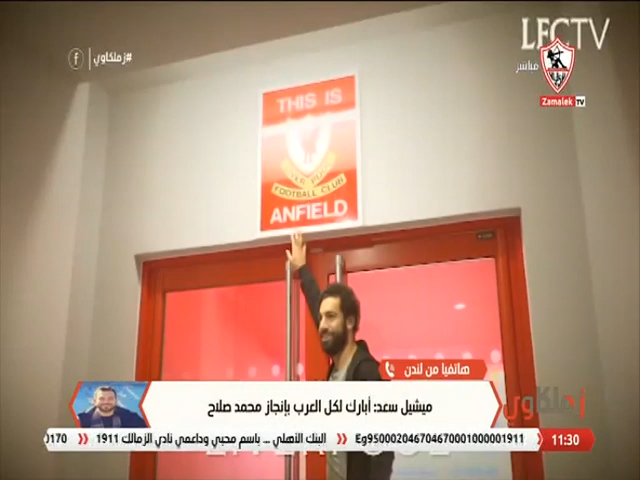 LFCTV
#زملكاوي
مباشر
Zamalek TV
THIS IS
FOOTBALL CLUB
ANFIELD
هاتفيا من لندن
ميشيل سعد: أبارك لكل العرب بإنجاز محمد صلاح
زملكاوي
11:30
Eg950002046704670001000001911 » البنك الأهلي ... باسم محبي وداعمي نادي الزمالك 1911 » 0170